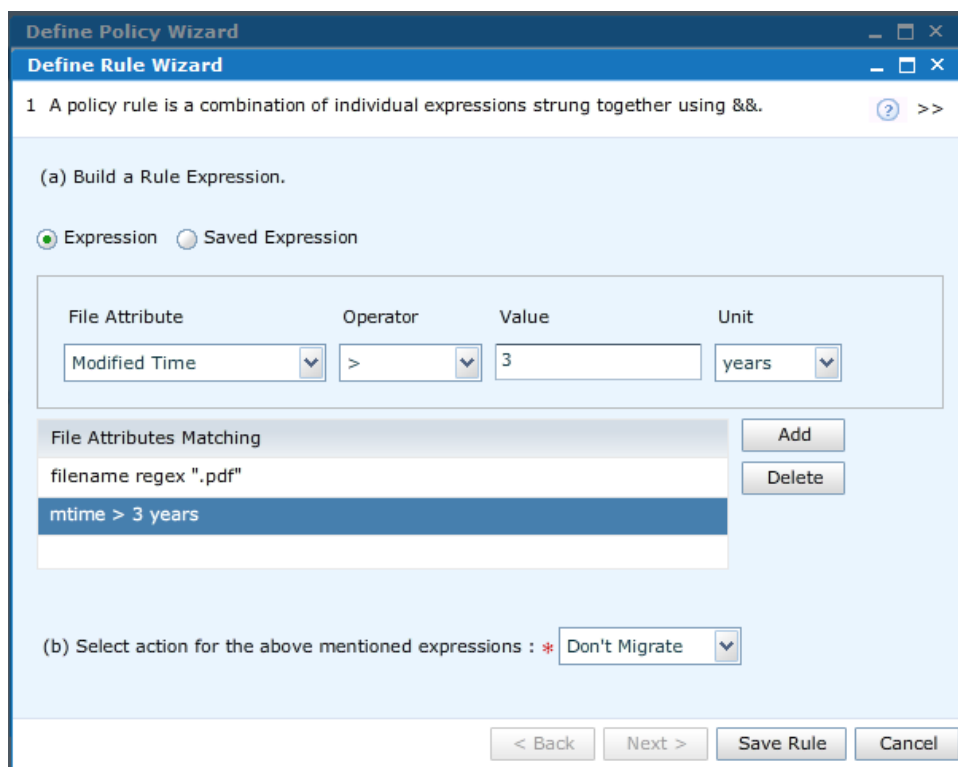 Define Policy Wizard
Define Rule Wizard
1 A policy rule is a combination of individual expressions strung together using &&.
? >>
(a) Build a Rule Expression.
Expression Saved Expression
File Attribute Operator Value Unit
Modified Time > 3 years
File Attributes Matching
Add
filename regex ".pdf"
Delete
mtime > 3 years
(b) Select action for the above mentioned expressions : * Don't Migrate
< Back Next > Save Rule Cancel